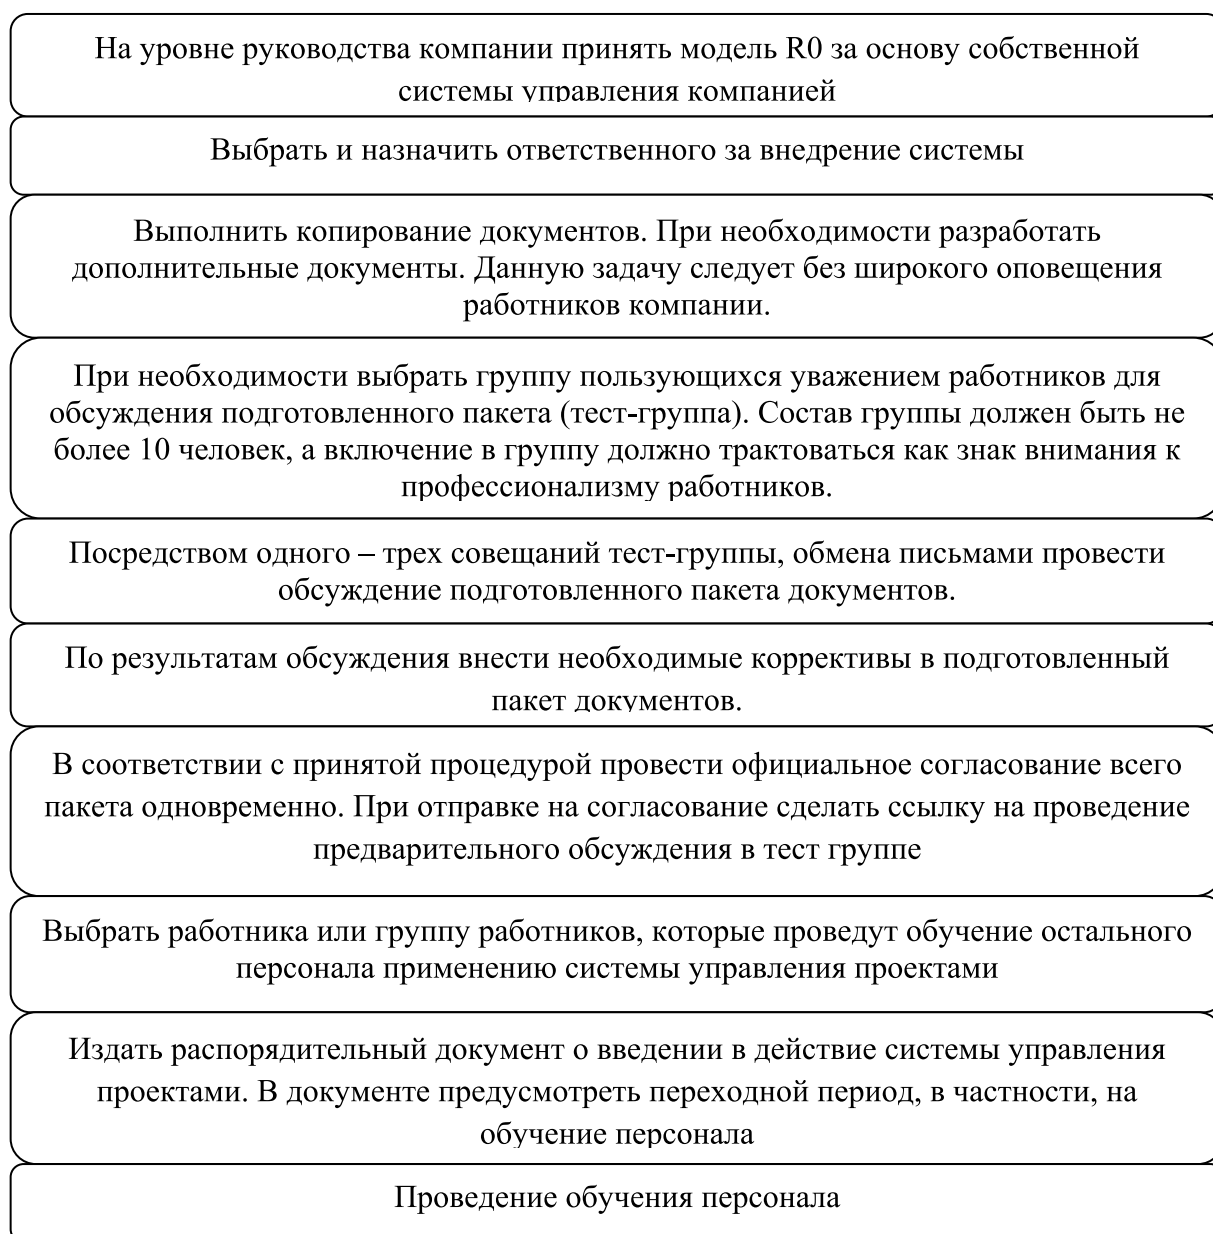 На уровне руководства компании принять модель R0 за основу собственной
системы управления компанией
Выбрать и назначить ответственного за внедрение системы
Выполнить копирование документов. При необходимости разработать
дополнительные документы. Данную задачу следует без широкого оповещения
работников компании.
При необходимости выбрать группу пользующихся уважением работников для
обсуждения подготовленного пакета (тест-группа). Состав группы должен быть не
более 10 человек, а включение в группу должно трактоваться как знак внимания к
профессионализму работников.
Посредством одного – трех совещаний тест-группы, обмена письмами провести
обсуждение подготовленного пакета документов.
По результатам обсуждения внести необходимые коррективы в подготовленный
пакет документов.
В соответствии с принятой процедурой провести официальное согласование всего
пакета одновременно. При отправке на согласование сделать ссылку на проведение
предварительного обсуждения в тест группе
Выбрать работника или группу работников, которые проведут обучение остального
персонала применению системы управления проектами
Издать распорядительный документ о введении в действие системы управления
проектами. В документе предусмотреть переходной период, в частности, на
обучение персонала
Проведение обучения персонала